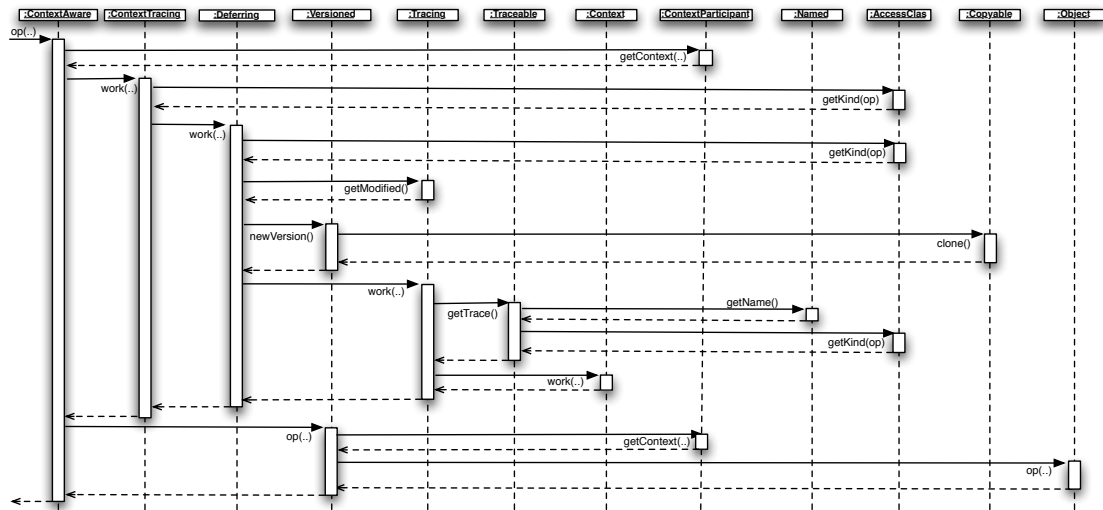 :ContextAware :ContextTracing :Deferring :Versioned :Tracing :Traceable :Context :ContextParticipant :Named :AccessClas :Copyable :Object
op(..)
getContext(..)
work(..)
getKind(op)
work(..)
getKind(op)
getModified()
newVersion()
clone()
work(..)
getName()
getTrace()
getKind(op)
work(..)
op(..)
getContext(..)
op(..)